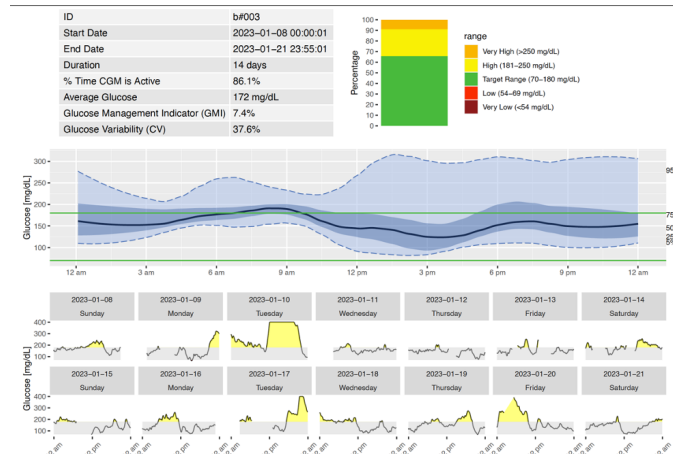 ID b#003
Start Date 2023-01-08 00:00:01
End Date 2023-01-21 23:55:01
Duration 14 days
% Time CGM is Active 86.1%
Average Glucose 172 mg/dL
Glucose Management Indicator (GMI) 7.4%
Glucose Variability (CV) 37.6%
Percentage
100
90
80
70
60
50
40
30
20
10
0
range
Very High (>250 mg/dL)
High (181-250 mg/dL)
Target Range (70-180 mg/dL)
Low (54-69 mg/dL)
Very Low (<54 mg/dL)
Glucose [mg/dL]
300
250
200
150
100
95
75
50
12 am 3 am 6 am 9 am 12 pm 3 pm 6 pm 9 pm 12 am
Glucose [mg/dL]
2023-01-08 2023-01-09 2023-01-10 2023-01-11 2023-01-12 2023-01-13 2023-01-14
Sunday Monday Tuesday Wednesday Thursday Friday Saturday
400
300
200
100
2023-01-15 2023-01-16 2023-01-17 2023-01-18 2023-01-19 2023-01-20 2023-01-21
Sunday Monday Tuesday Wednesday Thursday Friday Saturday
400
300
200
100